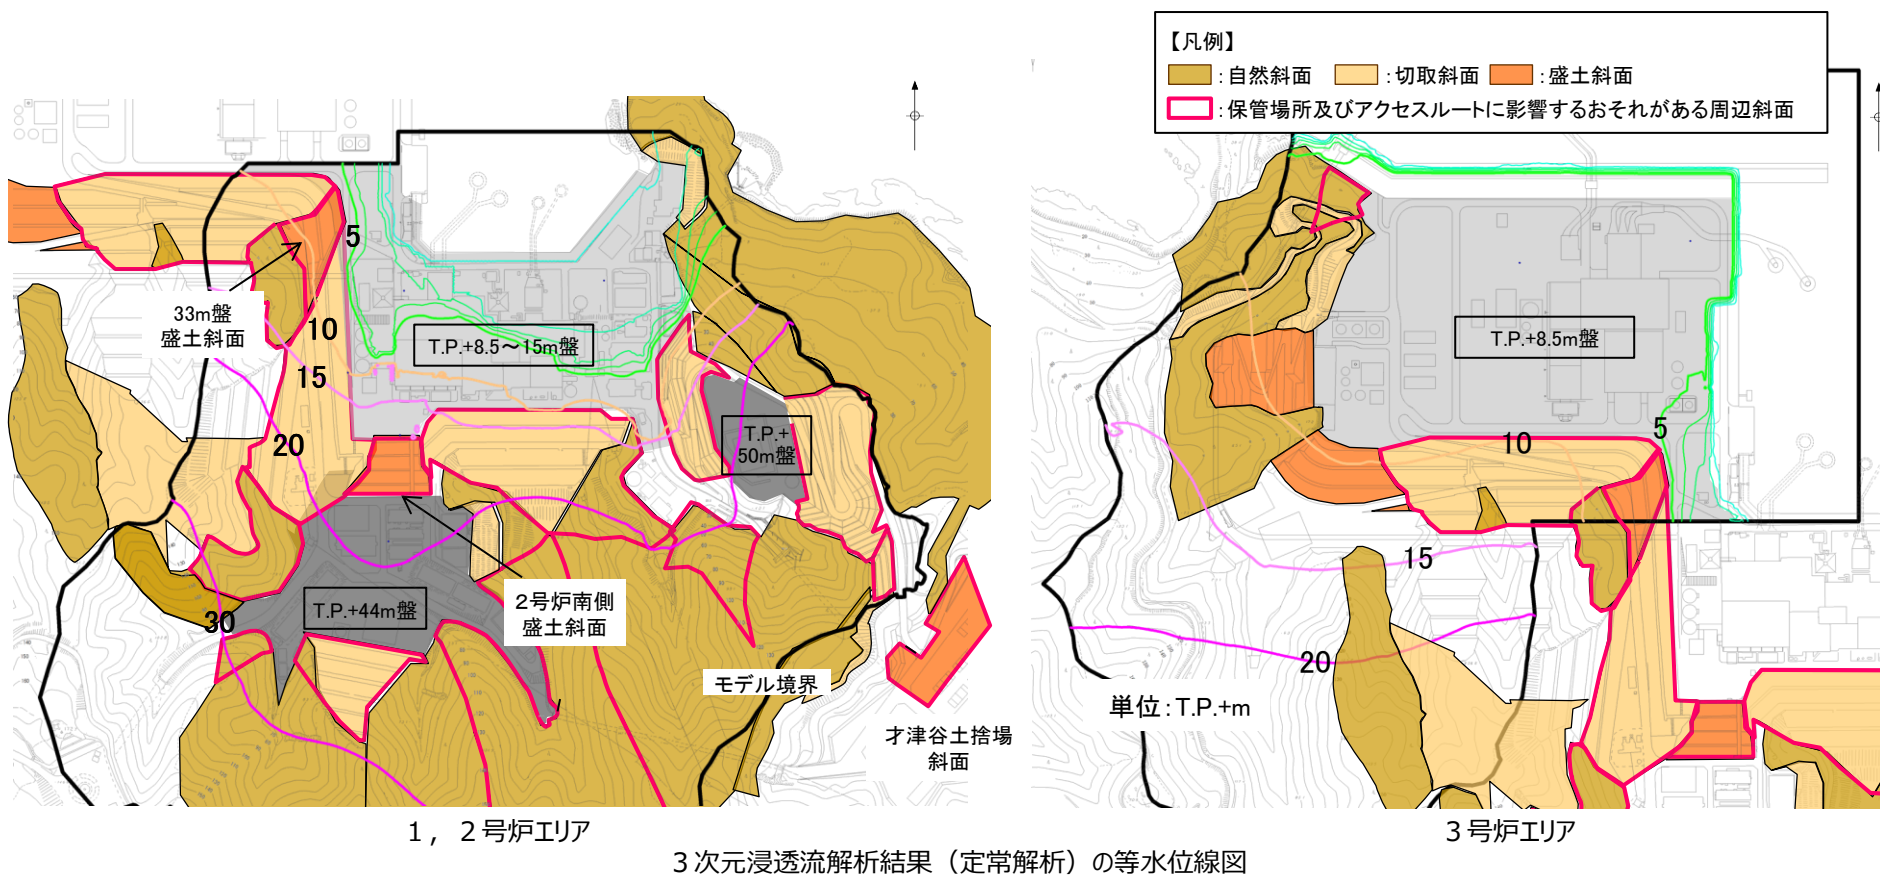 【凡例】
：自然斜面　：切取斜面　：盛土斜面
：保管場所及びアクセスルートに影響するおそれがある周辺斜面
5
33m盤
盛土斜面
10
T.P.+8.5～15m盤
15
20
T.P.+
50m盤
30
T.P.+44m盤
２号炉南側
盛土斜面
モデル境界
才津谷土捨場
斜面
T.P.+8.5m盤
5
10
15
20
単位：T.P.+m
１，２号炉エリア
３号炉エリア
３次元浸透流解析結果（定常解析）の等水位線図